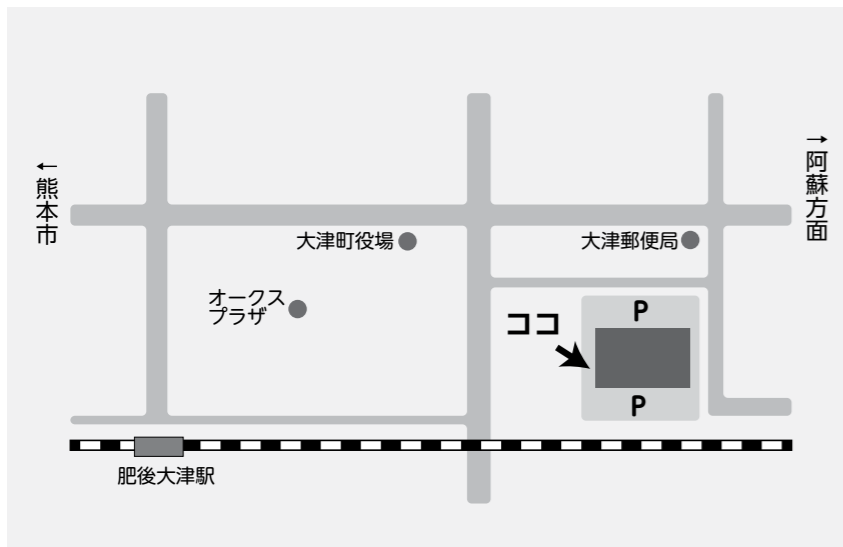 ←熊本市
→阿蘇方面
大津町役場
大津郵便局
オークス
プラザ
P
ココ
P
肥後大津駅